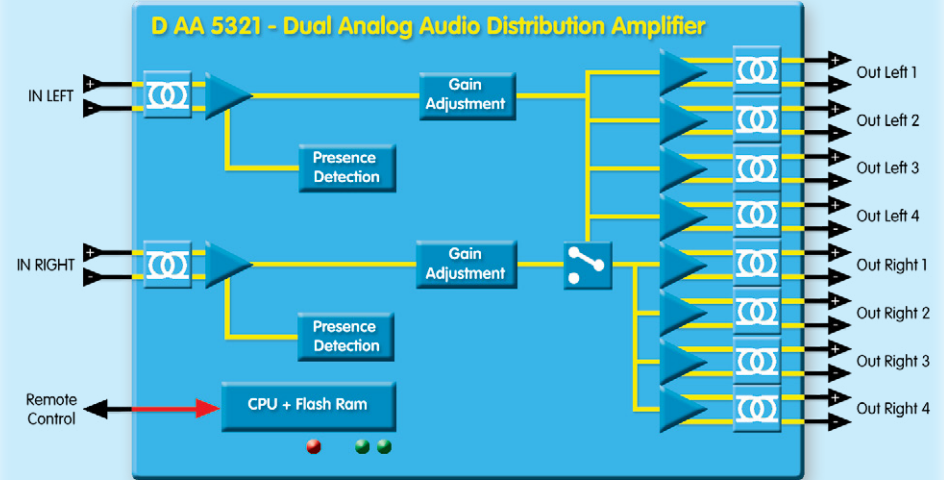 D AA 5321 - Dual Analog Audio Distribution Amplifier
IN LEFT
+
-
Gain
Adjustment
Presence
Detection
+
-
Out Left 1
+
-
Out Left 2
+
-
Out Left 3
+
-
Out Left 4
IN RIGHT
+
-
Gain
Adjustment
Presence
Detection
+
-
Out Right 1
+
-
Out Right 2
+
-
Out Right 3
+
-
Out Right 4
Remote
Control
CPU + Flash Ram